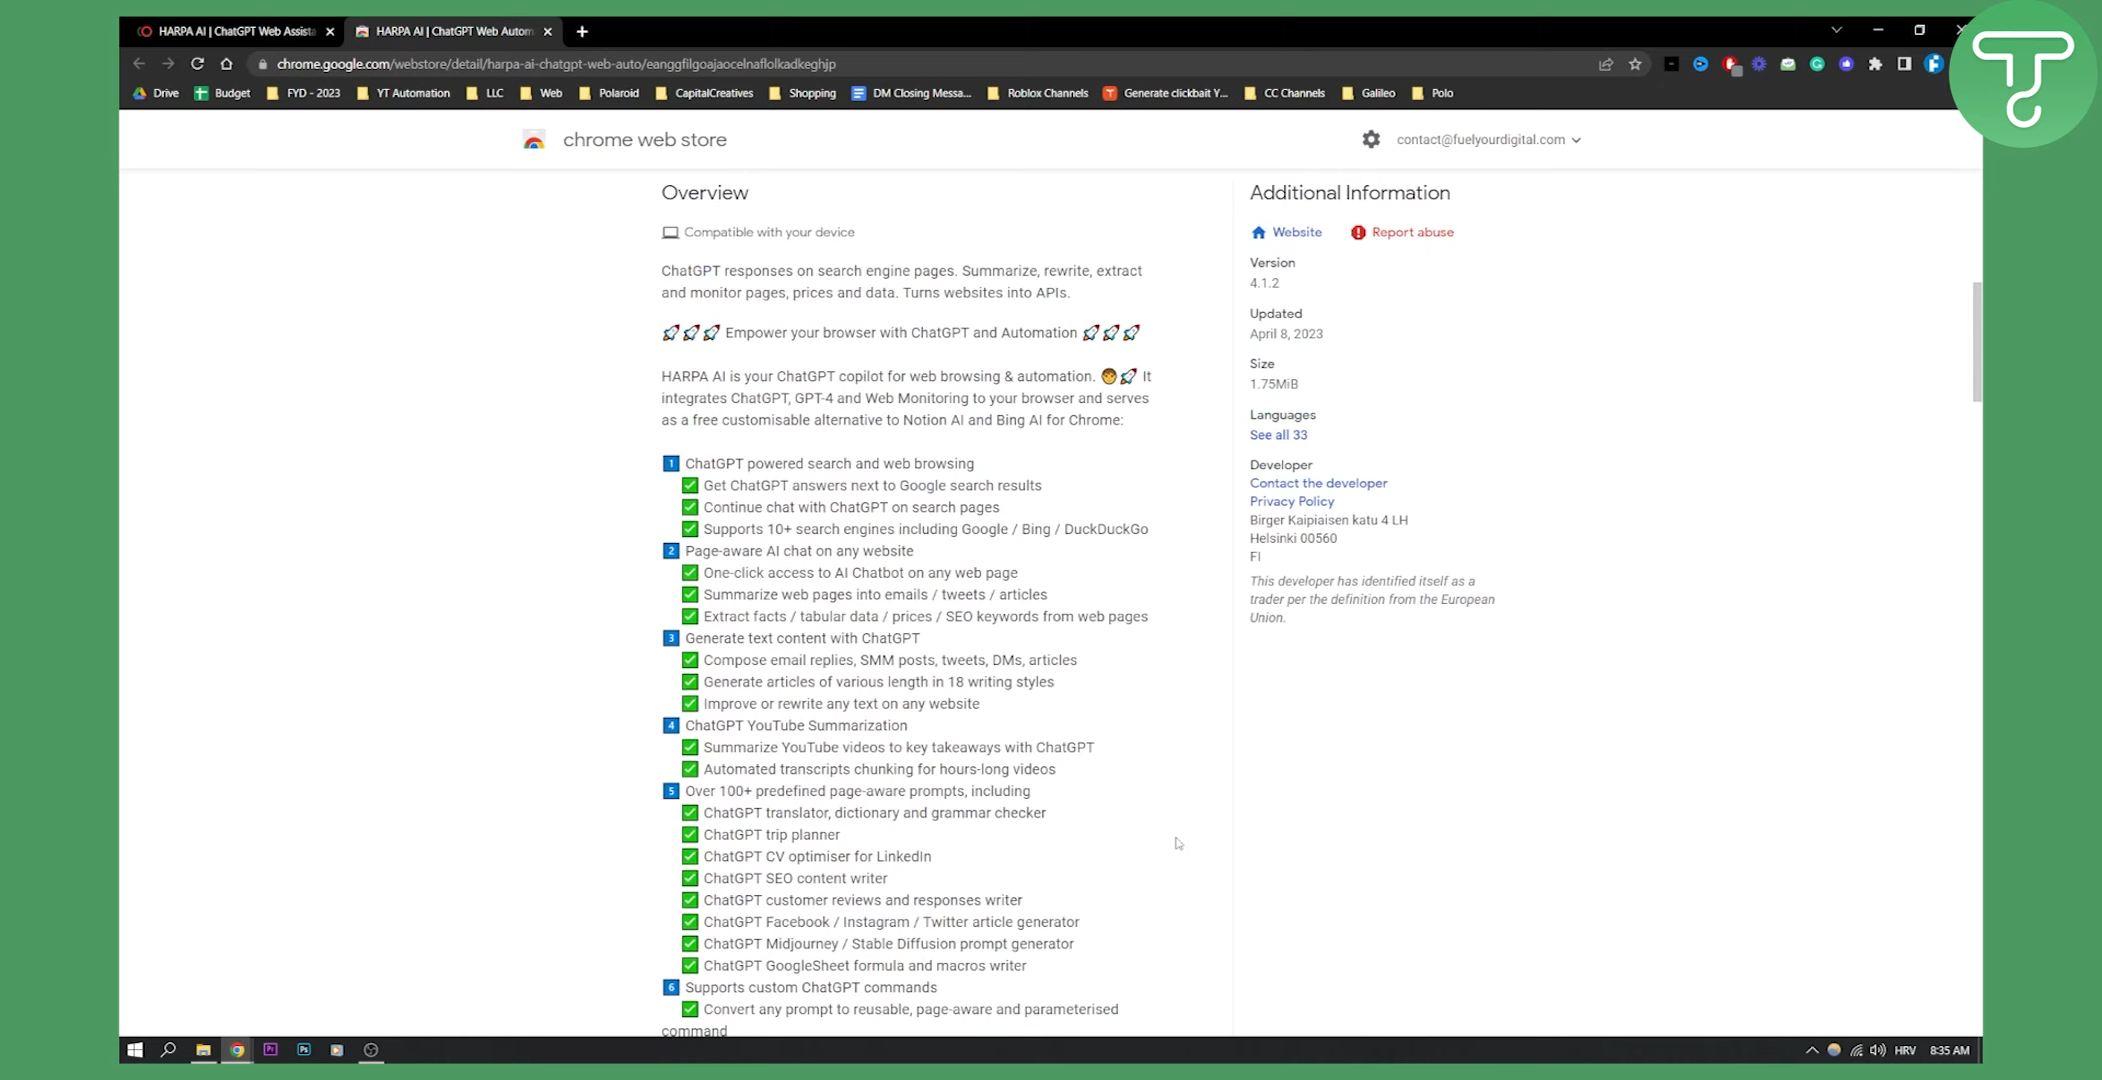 HARPA AI | ChatGPT Web Assista
HARPA AI | ChatGPT Web Autom
chrome.google.com/webstore/detail/harpa-ai-chatgpt-web-auto/eanggfilgoajaocelnaflolkadkeghjp
Drive Budget FYD - 2023 YT Automation LLC Web Polaroid CapitalCreatives Shopping DM Closing Messa... Roblox Channels Generate clickbait Y... CC Channels Galileo Polo
chrome web store
contact@fuelyourdigital.com
Overview
Compatible with your device
ChatGPT responses on search engine pages. Summarize, rewrite, extract
and monitor pages, prices and data. Turns websites into APIs.
🚀🚀🚀 Empower your browser with ChatGPT and Automation 🚀🚀🚀
HARPA AI is your ChatGPT copilot for web browsing & automation. 🧒🚀 It
integrates ChatGPT, GPT-4 and Web Monitoring to your browser and serves
as a free customisable alternative to Notion AI and Bing AI for Chrome:
1 ChatGPT powered search and web browsing
✅ Get ChatGPT answers next to Google search results
✅ Continue chat with ChatGPT on search pages
✅ Supports 10+ search engines including Google / Bing / DuckDuckGo
2 Page-aware AI chat on any website
✅ One-click access to AI Chatbot on any web page
✅ Summarize web pages into emails / tweets / articles
✅ Extract facts / tabular data / prices / SEO keywords from web pages
3 Generate text content with ChatGPT
✅ Compose email replies, SMM posts, tweets, DMs, articles
✅ Generate articles of various length in 18 writing styles
✅ Improve or rewrite any text on any website
4 ChatGPT YouTube Summarization
✅ Summarize YouTube videos to key takeaways with ChatGPT
✅ Automated transcripts chunking for hours-long videos
5 Over 100+ predefined page-aware prompts, including
✅ ChatGPT translator, dictionary and grammar checker
✅ ChatGPT trip planner
✅ ChatGPT CV optimiser for LinkedIn
✅ ChatGPT SEO content writer
✅ ChatGPT customer reviews and responses writer
✅ ChatGPT Facebook / Instagram / Twitter article generator
✅ ChatGPT Midjourney / Stable Diffusion prompt generator
✅ ChatGPT GoogleSheet formula and macros writer
6 Supports custom ChatGPT commands
✅ Convert any prompt to reusable, page-aware and parameterised
command
Additional Information
Website Report abuse
Version
4.1.2
Updated
April 8, 2023
Size
1.75MiB
Languages
See all 33
Developer
Contact the developer
Privacy Policy
Birger Kaipiaisen katu 4 LH
Helsinki 00560
FI
This developer has identified itself as a
trader per the definition from the European
Union.
Pr Ps
HRV 8:35 AM